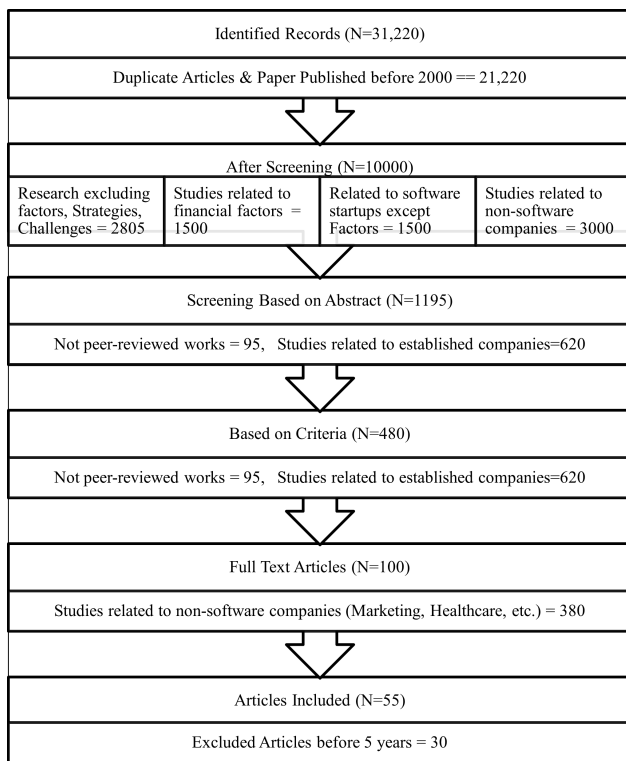 Identified Records (N=31,220)
Duplicate Articles & Paper Published before 2000 == 21,220
After Screening (N=10000)
Research excluding
factors, Strategies,
Challenges = 2805
Studies related to
financial factors =
1500
Related to software
startups except
Factors = 1500
Studies related to
non-software
companies = 3000
Screening Based on Abstract (N=1195)
Not peer-reviewed works = 95, Studies related to established companies=620
Based on Criteria (N=480)
Not peer-reviewed works = 95, Studies related to established companies=620
Full Text Articles (N=100)
Studies related to non-software companies (Marketing, Healthcare, etc.) = 380
Articles Included (N=55)
Excluded Articles before 5 years = 30